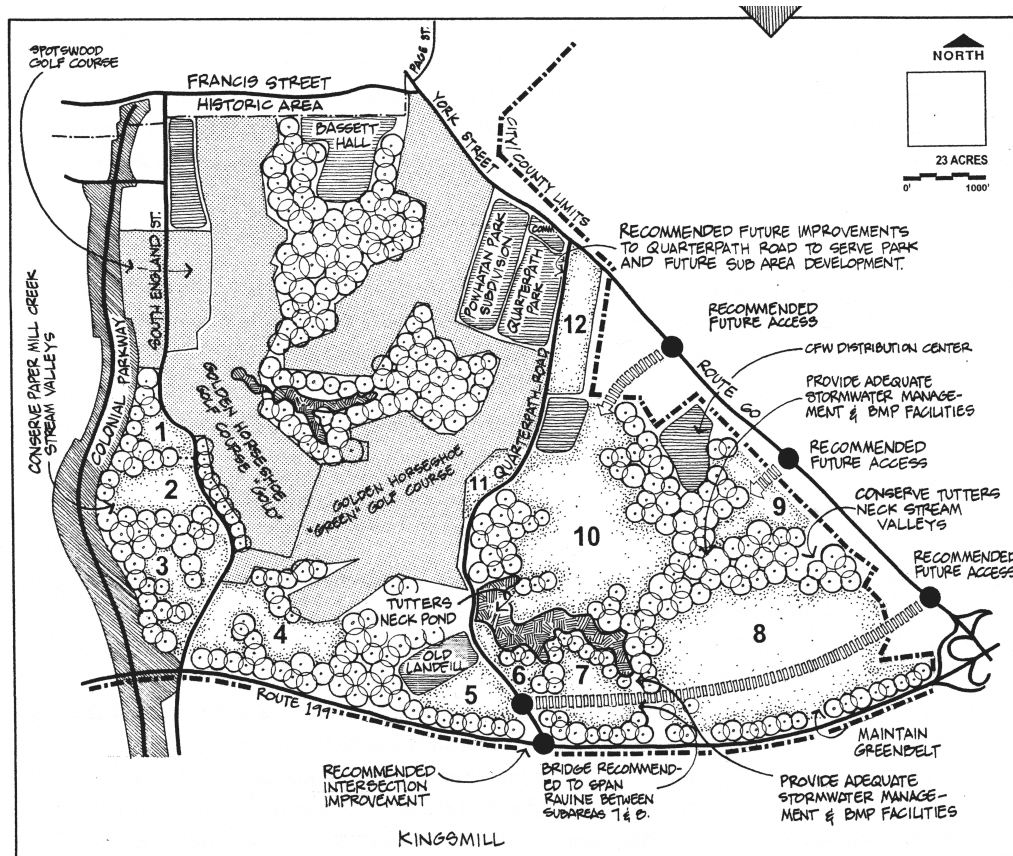 SPOTSWOOD
GOLF COURSE
FRANCIS STREET
HISTORIC AREA
PAGE ST.
BASSETT
HALL
YORK STREET
CITY/COUNTY LIMITS
NORTH
23 ACRES
0' 1000'
RECOMMENDED FUTURE IMPROVEMENTS
TO QUARTERPATH ROAD TO SERVE PARK
AND FUTURE SUB AREA DEVELOPMENT.
POWHATAN PARK
SUBDIVISION
QUARTERPATH
PARK
COMM
12
SOUTH ENGLAND ST.
COLONIAL PARKWAY
CONSERVE PAPER MILL CREEK
STREAM VALLEYS
RECOMMENDED
FUTURE ACCESS
ROUTE 60
CFW DISTRIBUTION CENTER
PROVIDE ADEQUATE
STORMWATER MANAGE-
MENT & BMP FACILITIES
RECOMMENDED
FUTURE ACCESS
CONSERVE TUTTERS
NECK STREAM
VALLEYS
RECOMMENDED
FUTURE ACCESS
GOLDEN HORSESHOE
GOLF COURSE
"GOLD"
GOLDEN HORSESHOE
"GREEN" GOLF COURSE
QUARTERPATH ROAD
1
2
3
4
5
6
7
8
9
10
11
TUTTERS
NECK POND
OLD
LANDFILL
ROUTE 199
RECOMMENDED
INTERSECTION
IMPROVEMENT
BRIDGE RECOMMEND-
ED TO SPAN
RAVINE BETWEEN
SUBAREAS 7 & 8.
MAINTAIN
GREENBELT
PROVIDE ADEQUATE
STORMWATER MANAGE-
MENT & BMP FACILITIES
KINGSMILL